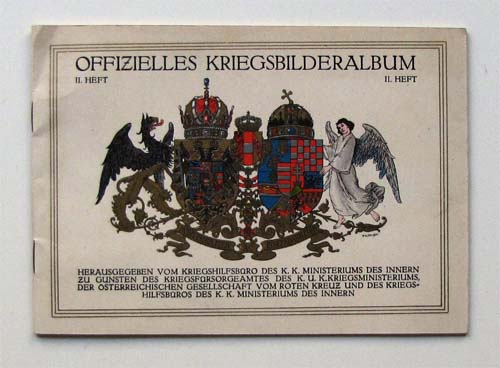 OFFIZIELLES KRIEGSBILDERALBUM
II. HEFT II. HEFT
HERAUSGEGEBEN VOM KRIEGSHILFSBÜRO DES K. K. MINISTERIUMS DES INNERN
ZU GUNSTEN DES KRIEGSFÜRSORGEAMTES DES K. U. K. KRIEGSMINISTERIUMS,
DER ÖSTERREICHISCHEN GESELLSCHAFT VOM ROTEN KREUZ UND DES KRIEGS-
HILFSBÜROS DES K. K. MINISTERIUMS DES INNERN